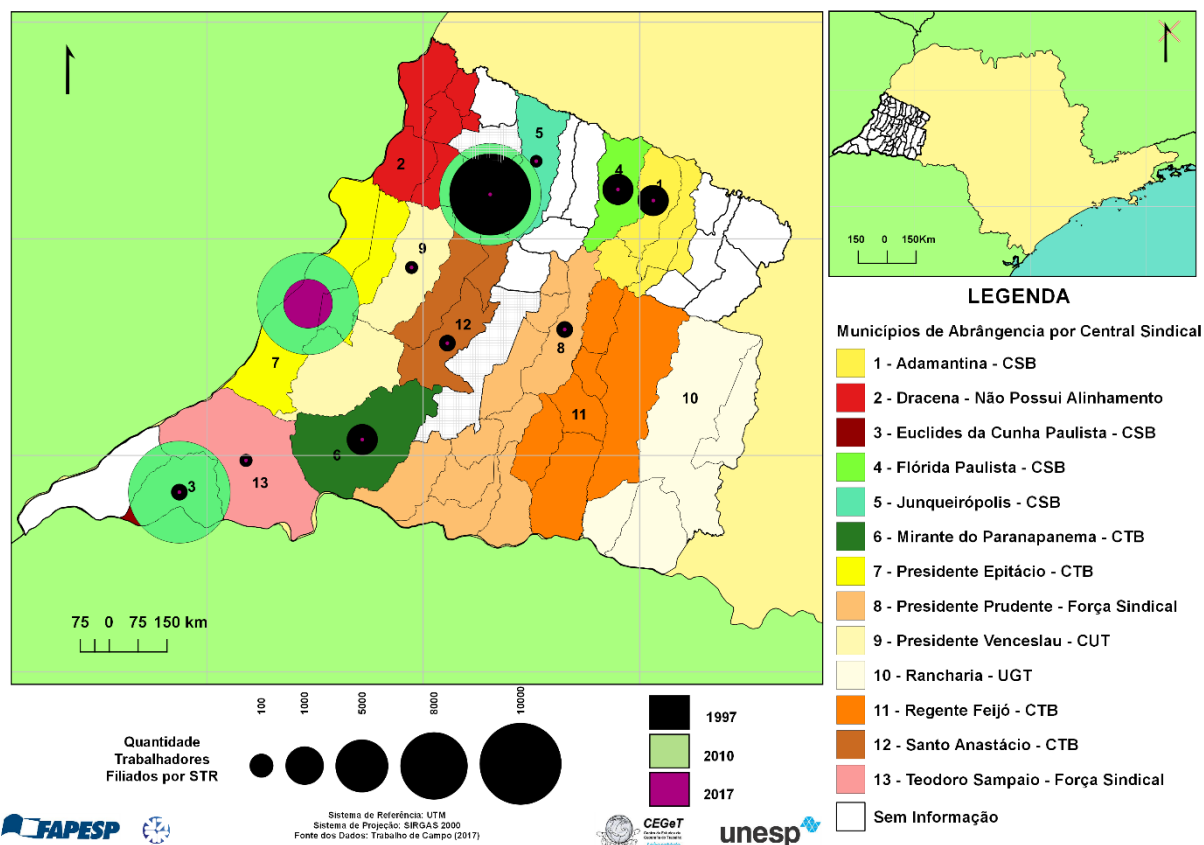 2
5
4
1
9
12
8
7
10
11
6
13
3
75 0 75 150 km
150 0 150Km
LEGENDA
Municípios de Abrângencia por Central Sindical
1 - Adamantina - CSB
2 - Dracena - Não Possui Alinhamento
3 - Euclides da Cunha Paulista - CSB
4 - Flórida Paulista - CSB
5 - Junqueirópolis - CSB
6 - Mirante do Paranapanema - CTB
7 - Presidente Epitácio - CTB
8 - Presidente Prudente - Força Sindical
9 - Presidente Venceslau - CUT
10 - Rancharia - UGT
11 - Regente Feijó - CTB
12 - Santo Anastácio - CTB
13 - Teodoro Sampaio - Força Sindical
Sem Informação
Quantidade
Trabalhadores
Filiados por STR
100
1000
5000
8000
10000
1997
2010
2017
FAPESP
Sistema de Referência: UTM
Sistema de Projeção: SIRGAS 2000
Fonte dos Dados: Trabalho de Campo (2017)
CEGeT
unesp